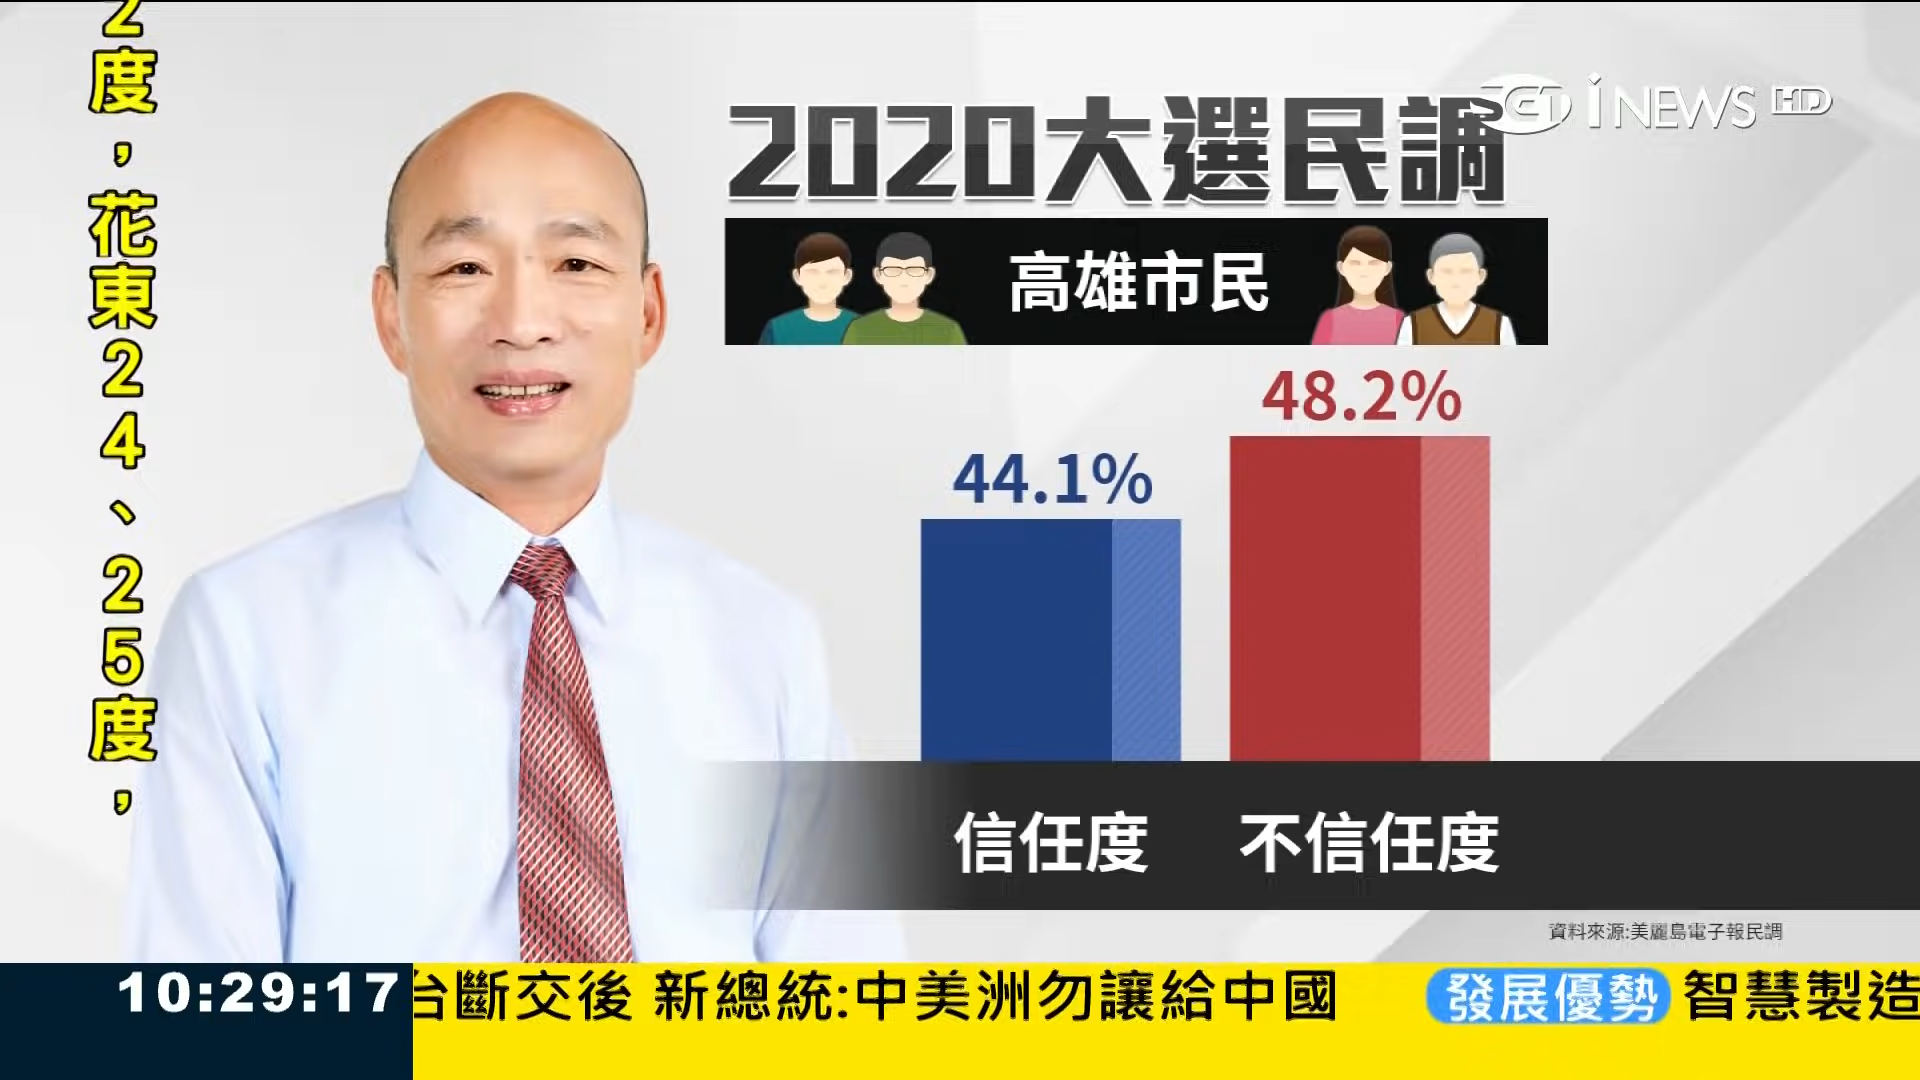 2度，花東24、25度，
2020大選民調
iNEWS HD
高雄市民
44.1%
48.2%
信任度
不信任度
資料來源:美麗島電子報民調
10:29:17
台斷交後 新總統:中美洲勿讓給中國
發展優勢
智慧製造